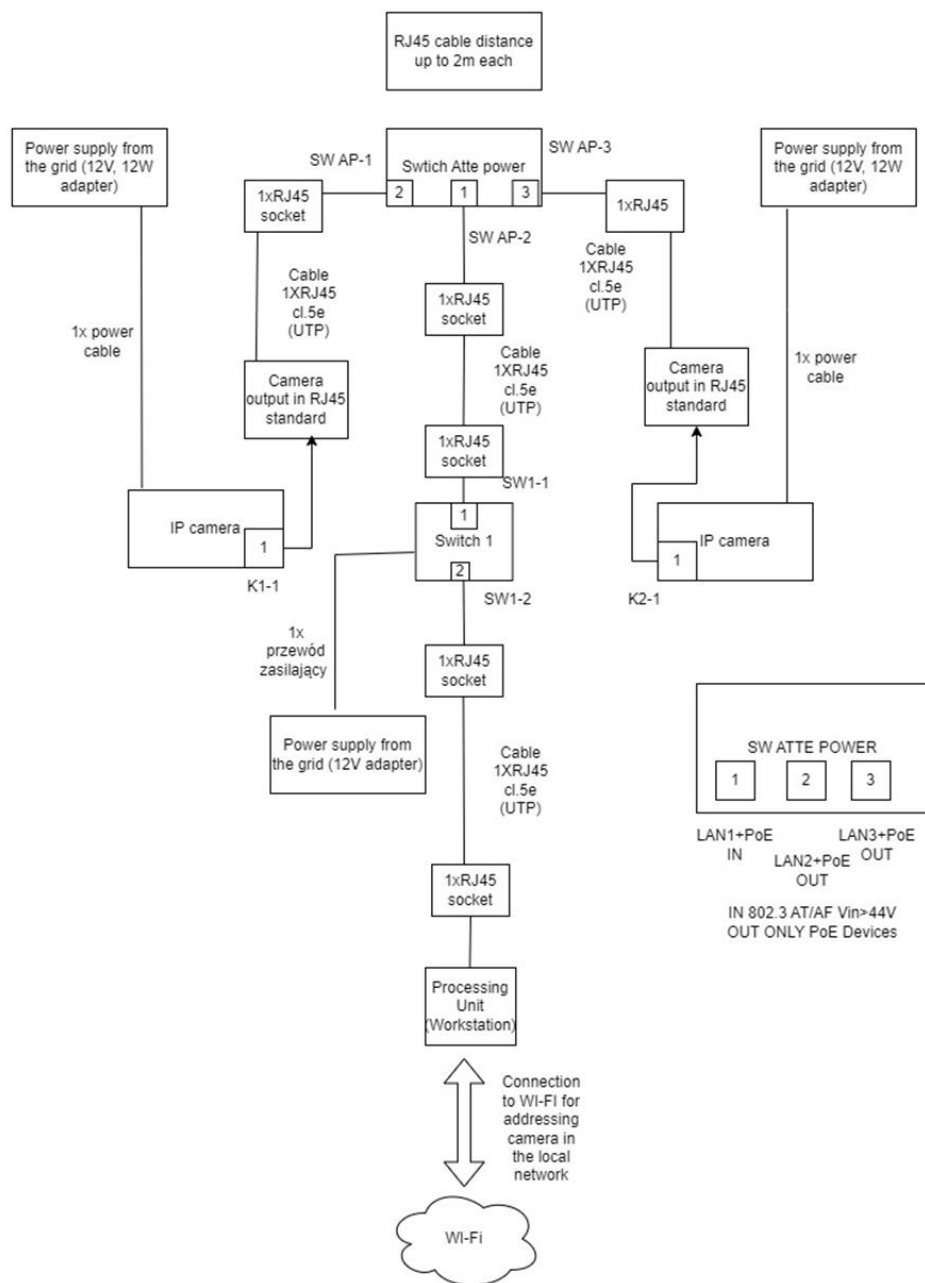 RJ45 cable distance
up to 2m each
Power supply from
the grid (12V, 12W
adapter)
SW AP-1
Swtich Atte power
2
1
3
SW AP-3
Power supply from
the grid (12V, 12W
adapter)
1xRJ45
socket
1xRJ45
SW AP-2
Cable
1XRJ45
cl.5e
(UTP)
1xRJ45
socket
Cable
1XRJ45
cl.5e
(UTP)
1x power
cable
Camera
output in RJ45
standard
Cable
1XRJ45
cl.5e
(UTP)
Camera
output in RJ45
standard
1x power
cable
1xRJ45
socket
SW1-1
IP camera
1
K1-1
1
Switch 1
2
SW1-2
IP camera
1
K2-1
1x
przewód
zasilający
1xRJ45
socket
Power supply from
the grid (12V adapter)
Cable
1XRJ45
cl.5e
(UTP)
SW ATTE POWER
1
2
3
LAN1+PoE
IN
LAN2+PoE
OUT
LAN3+PoE
OUT
IN 802.3 AT/AF Vin>44V
OUT ONLY PoE Devices
1xRJ45
socket
Processing
Unit
(Workstation)
Connection
to WI-FI for
addressing
camera in
the local
network
WI-Fi